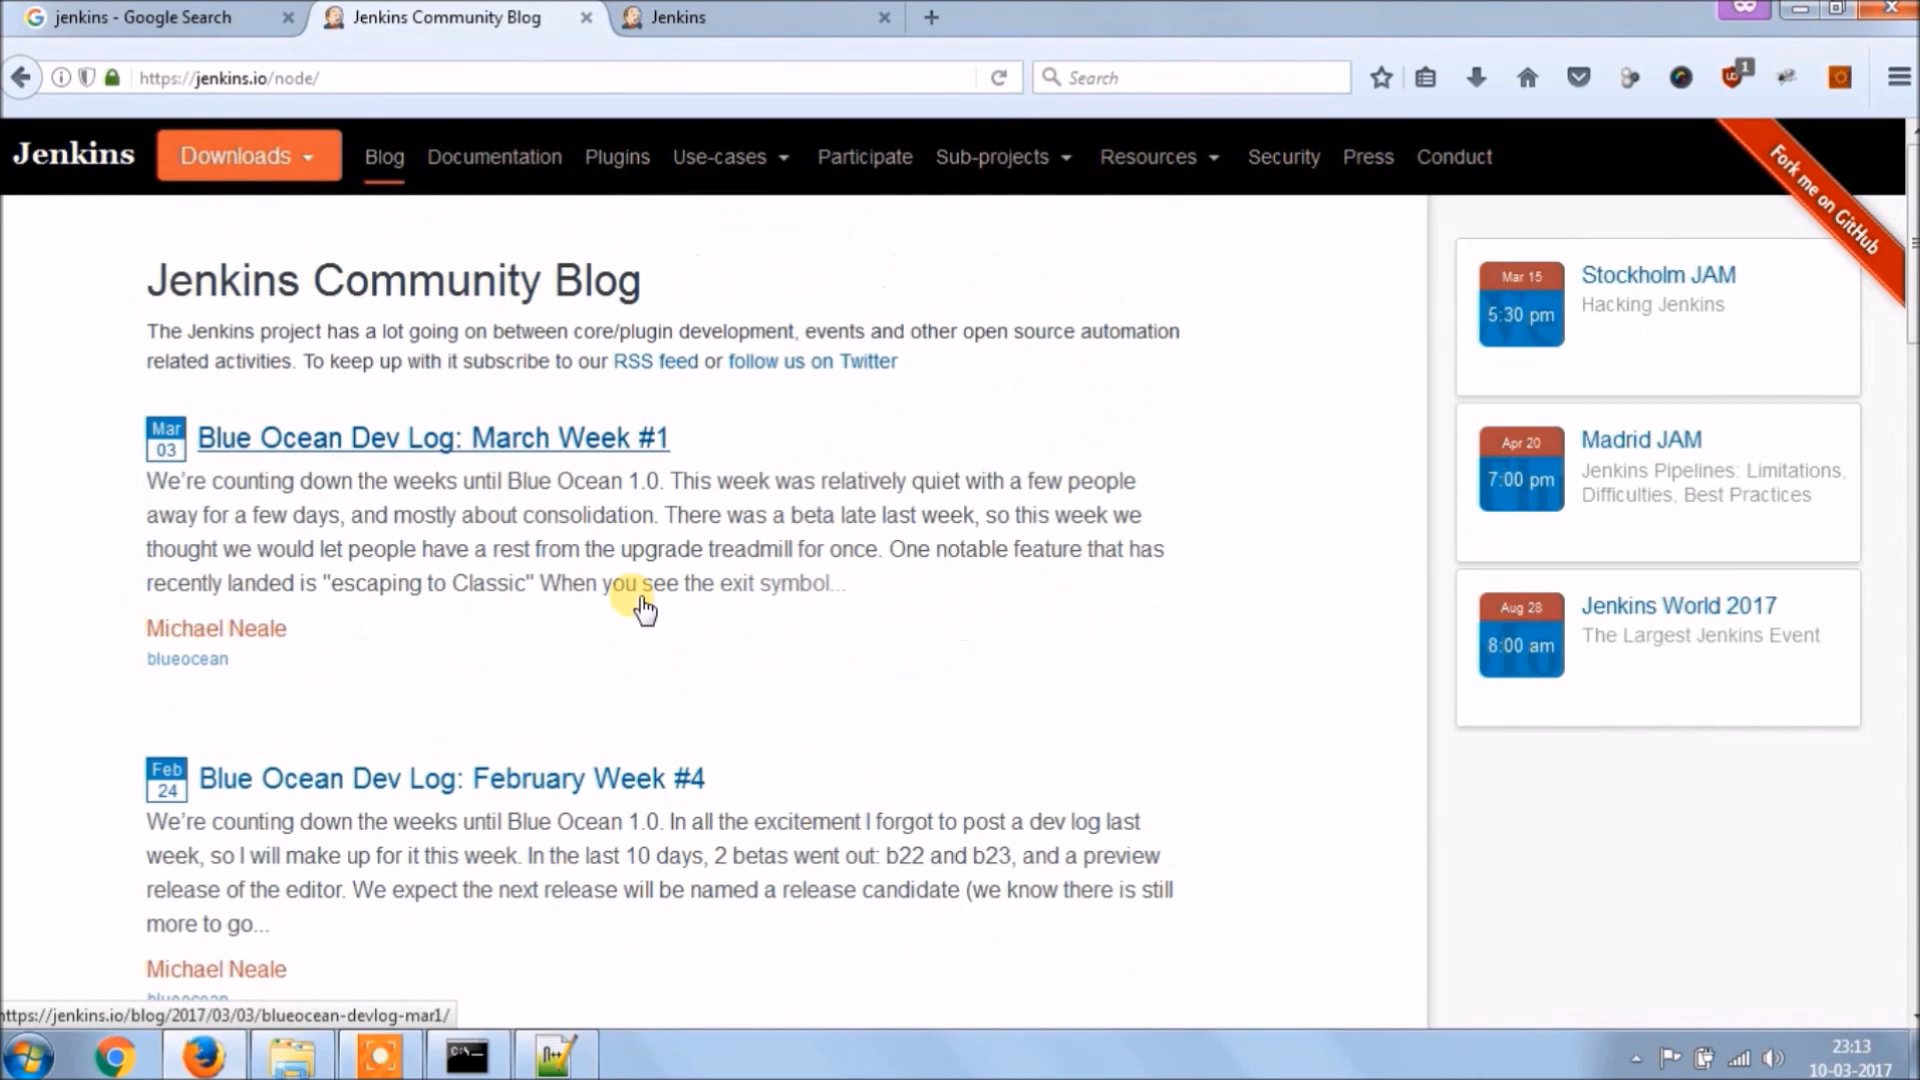 jenkins - Google Search
Jenkins Community Blog
Jenkins
https://jenkins.io/node/
Search
1
Jenkins
Downloads
Blog
Documentation
Plugins
Use-cases
Participate
Sub-projects
Resources
Security
Press
Conduct
Fork me on GitHub
Jenkins Community Blog
The Jenkins project has a lot going on between core/plugin development, events and other open source automation
related activities. To keep up with it subscribe to our RSS feed or follow us on Twitter
Mar
03
Blue Ocean Dev Log: March Week #1
We're counting down the weeks until Blue Ocean 1.0. This week was relatively quiet with a few people
away for a few days, and mostly about consolidation. There was a beta late last week, so this week we
thought we would let people have a rest from the upgrade treadmill for once. One notable feature that has
recently landed is "escaping to Classic" When you see the exit symbol...
Michael Neale
blueocean
Feb
24
Blue Ocean Dev Log: February Week #4
We're counting down the weeks until Blue Ocean 1.0. In all the excitement I forgot to post a dev log last
week, so I will make up for it this week. In the last 10 days, 2 betas went out: b22 and b23, and a preview
release of the editor. We expect the next release will be named a release candidate (we know there is still
more to go...
Michael Neale
blueocean
Mar 15
5:30 pm
Stockholm JAM
Hacking Jenkins
Apr 20
7:00 pm
Madrid JAM
Jenkins Pipelines: Limitations,
Difficulties, Best Practices
Aug 28
8:00 am
Jenkins World 2017
The Largest Jenkins Event
https://jenkins.io/blog/2017/03/03/blueocean-devlog-mar1/
23:13
10-03-2017